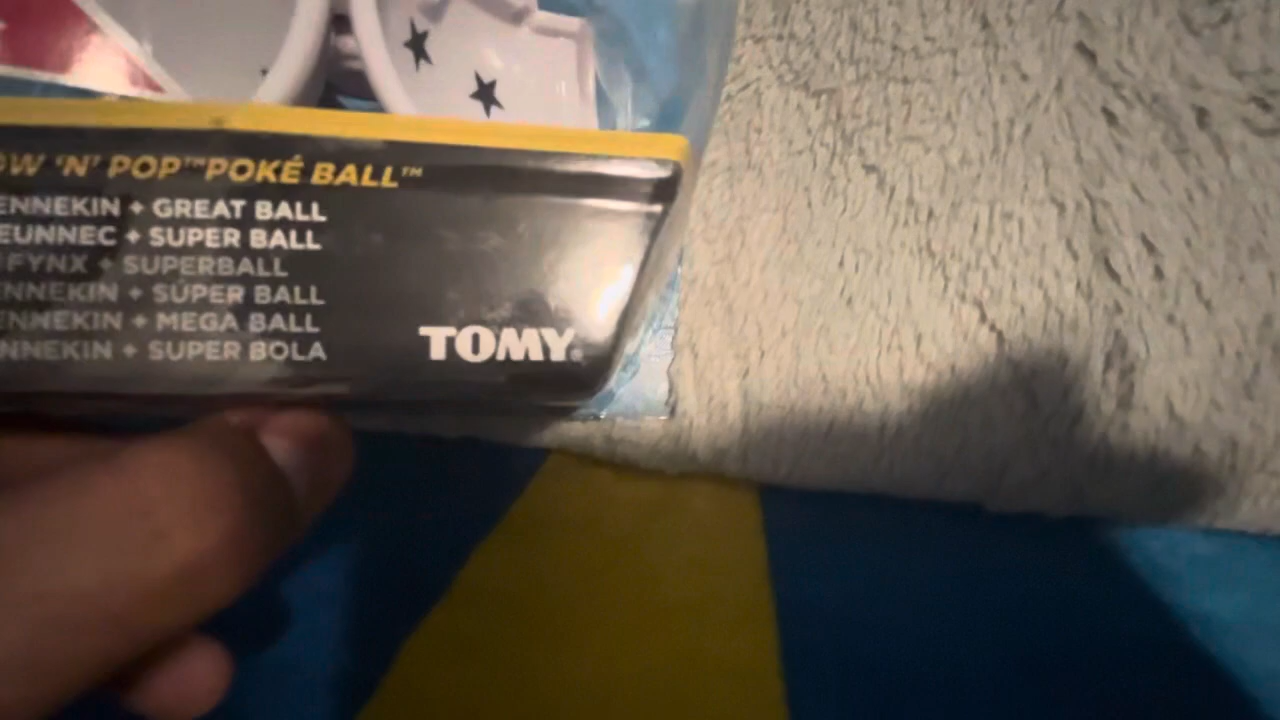 OW 'N' POP™ POKÉ BALL™
ENNEKIN + GREAT BALL
EUNNEC + SUPER BALL
FYNX + SUPERBALL
ENNEKIN + SÚPER BALL
ENNEKIN + MEGA BALL
NNEKIN + SUPER BOLA
TOMY®